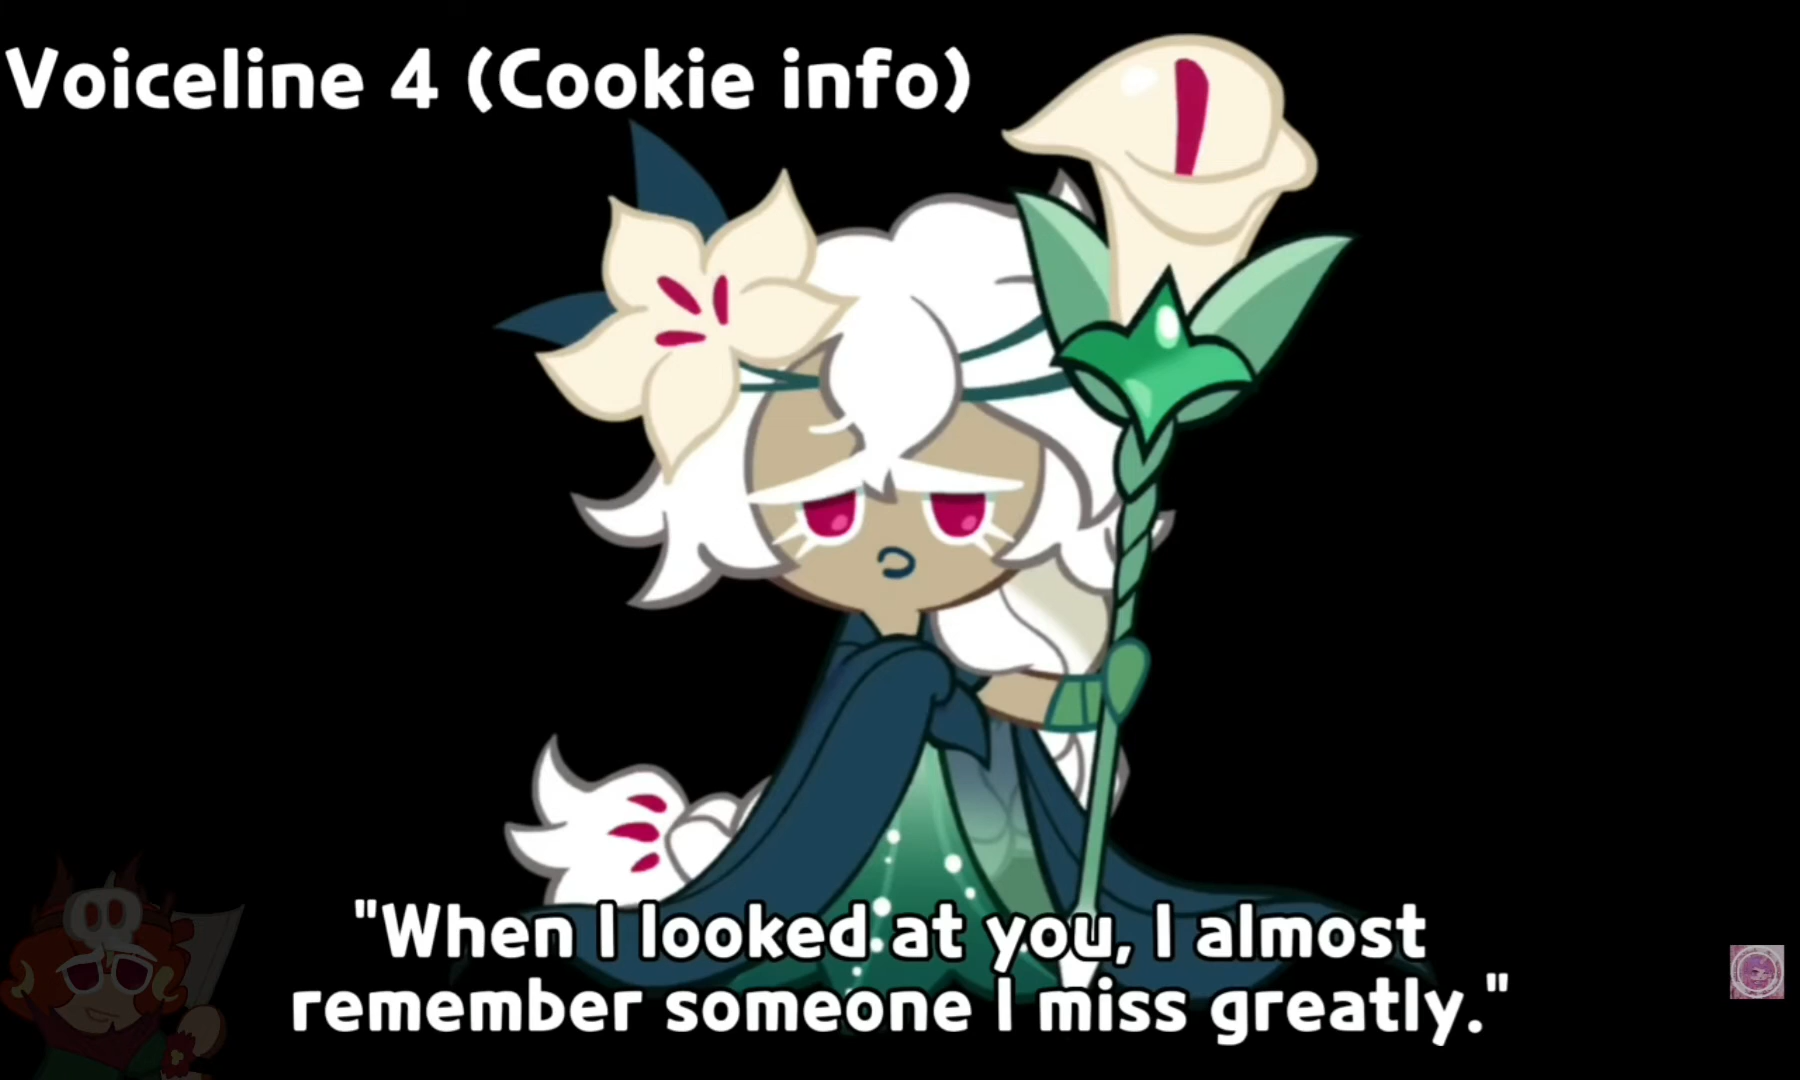 Voiceline 4 (Cookie info)
"When I looked at you, I almost
remember someone I miss greatly."